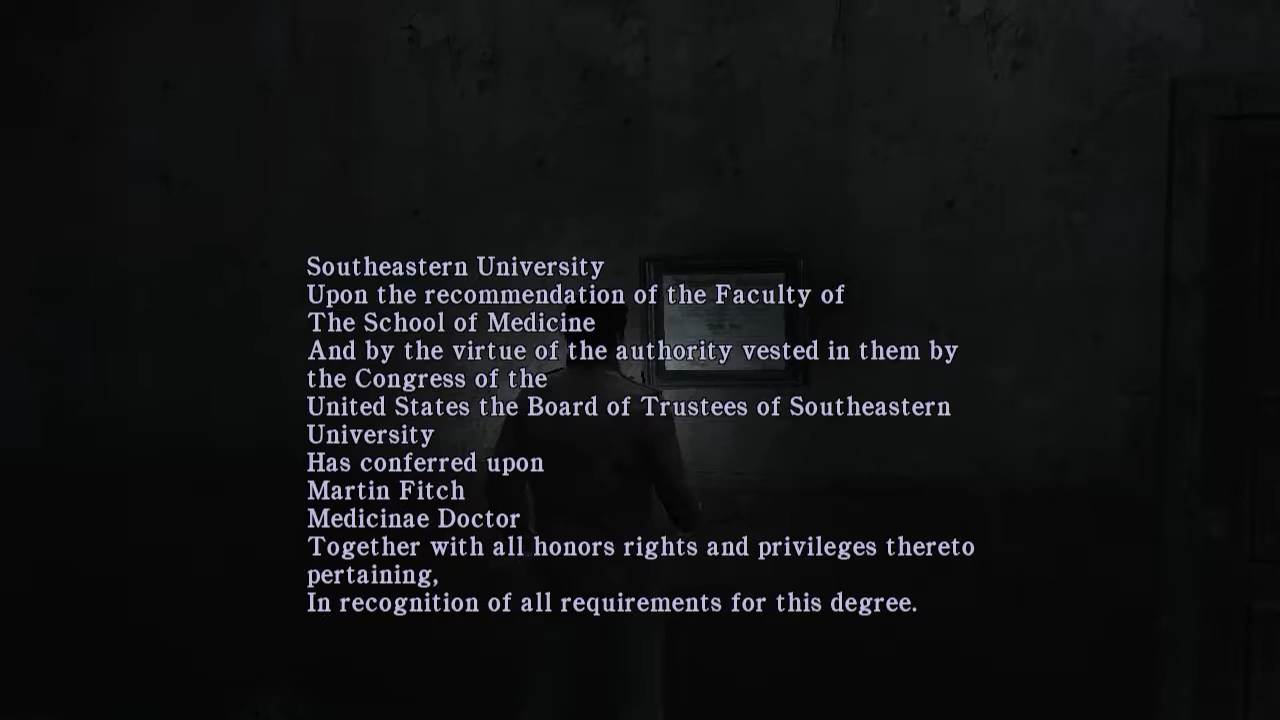 Southeastern University
Upon the recommendation of the Faculty of
The School of Medicine
And by the virtue of the authority vested in them by
the Congress of the
United States the Board of Trustees of Southeastern
University
Has conferred upon
Martin Fitch
Medicinae Doctor
Together with all honors rights and privileges thereto
pertaining,
In recognition of all requirements for this degree.